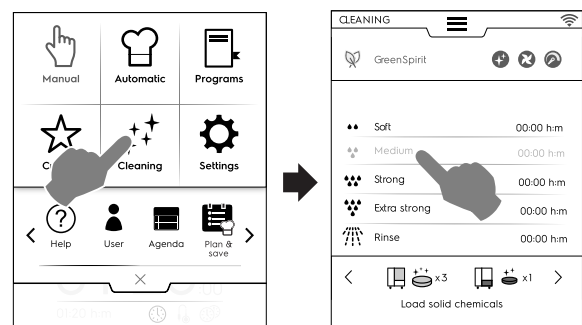 Manual
Automatic
Programs
Cleaning
Settings
?
Help
User
Agenda
Plan &
save
CLEANING
GreenSpirit
Soft 00:00 h:m
Medium 00:00 h:m
Strong 00:00 h:m
Extra strong 00:00 h:m
Rinse 00:00 h:m
x3
x1
Load solid chemicals